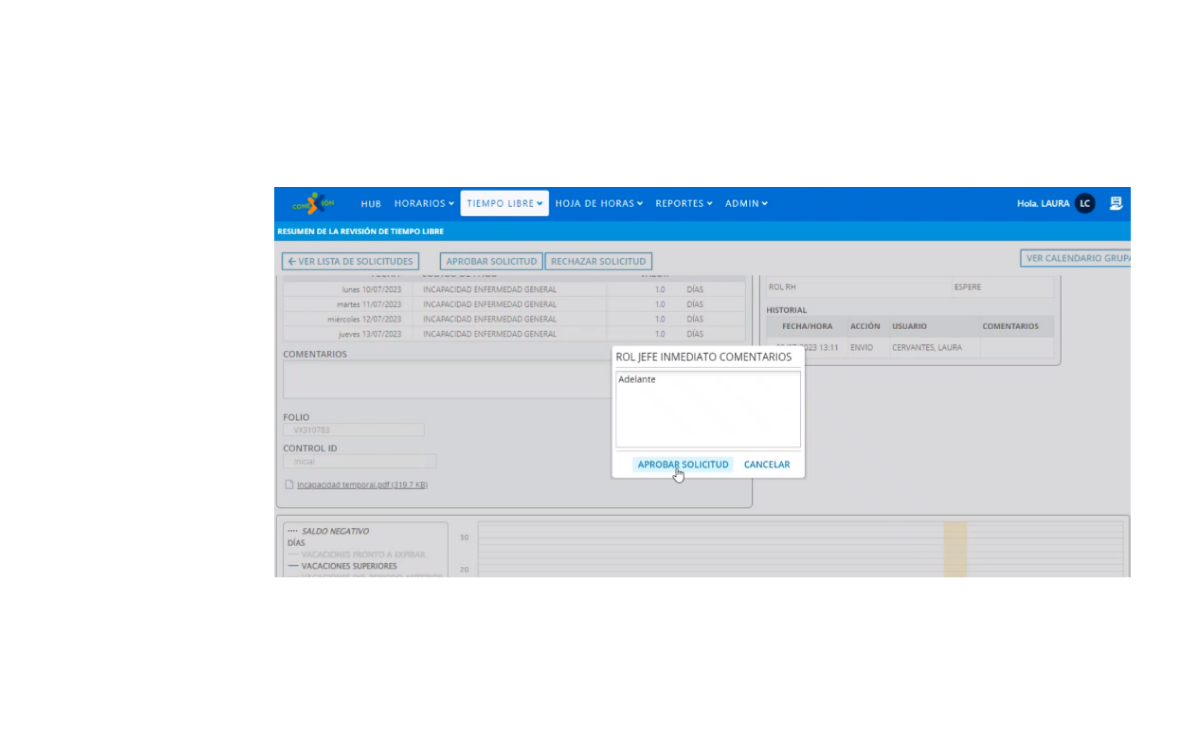 HUB HORARIOS TIEMPO LIBRE HOJA DE HORAS REPORTES ADMIN Hola, LAURA LC
RESUMEN DE LA REVISIÓN DE TIEMPO LIBRE
VER LISTA DE SOLICITUDES APROBAR SOLICITUD RECHAZAR SOLICITUD VER CALENDARIO GRUPA
lunes 10/07/2023 INCAPACIDAD ENFERMEDAD GENERAL 1.0 DÍAS
martes 11/07/2023 INCAPACIDAD ENFERMEDAD GENERAL 1.0 DÍAS
miércoles 12/07/2023 INCAPACIDAD ENFERMEDAD GENERAL 1.0 DÍAS
jueves 13/07/2023 INCAPACIDAD ENFERMEDAD GENERAL 1.0 DÍAS
COMENTARIOS
FOLIO
VX310783
CONTROL ID
Inicial
Incapacidad temporal.pdf (319.7 KB)
ROL RH ESPERE
HISTORIAL
FECHA/HORA ACCIÓN USUARIO COMENTARIOS
2023 13:11 ENVIO CERVANTES, LAURA
ROL JEFE INMEDIATO COMENTARIOS
Adelante
APROBAR SOLICITUD CANCELAR
SALDO NEGATIVO
DÍAS
VACACIONES PRONTO A EXPIRAR
VACACIONES SUPERIORES
30
20